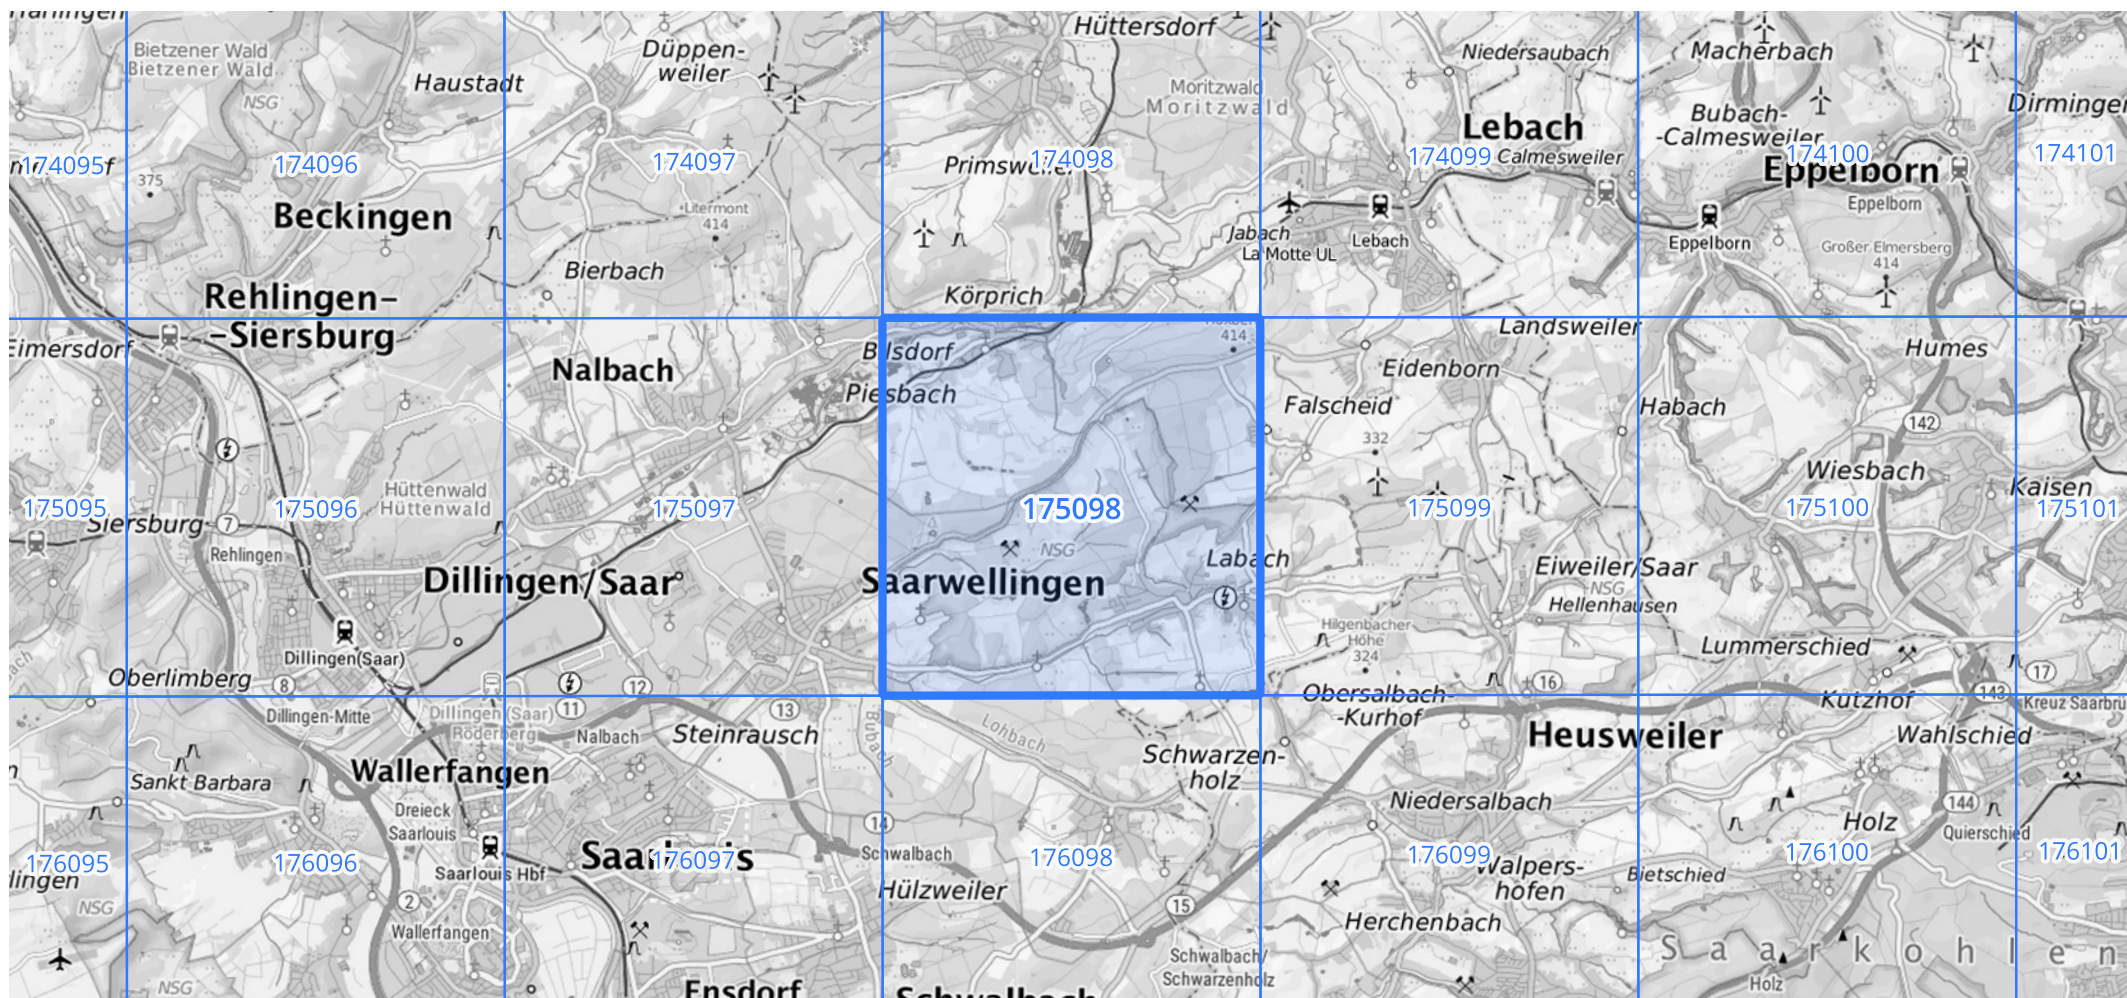 Bietzener Wald
Bietzener Wald
NSG
Haustadt
Düppen-
weiler
Hüttersdorf
Moritzwald
Moritzwald
Niedersaubach
Macherbach
Bubach-
-Calmesweiler
Lebach
Calmesweiler
174096
174097
174098
174099
174100
174101
174095
375
Beckingen
Litermont
414
Eppelborn
Eppelborn
Jabach
La Motte UL
Lebach
Eppelborn
Großer Elmersberg
414
Bierbach
Körprich
Rehlingen-
-Siersburg
Eimersdorf
Nalbach
Bilsdorf
Piesbach
414
Landsweiler
Eidenborn
Falscheid
332
Humes
Habach
142
Wiesbach
Kaisen
Hüttenwald
Hüttenwald
175095
175096
175097
175098
175099
175100
175101
Siersburg
7
Rehlingen
NSG
Labach
Dillingen/Saar
Saarwellingen
Eiweiler/Saar
NSG
Hellenhausen
Hilgenbacher
Höhe
324
Dillingen(Saar)
Lummerschied
Oberlimberg
8
12
11
16
17
143
Obersalbach-
-Kurhof
Kutzhof
Kreuz Saarbrü
Dillingen-Mitte
Dillingen (Saar)
Roderberg
Nalbach
13
Steinrausch
Bubach
Lohbach
Schwarzen-
holz
Heusweiler
Wahlschied
Sankt Barbara
Wallerfangen
Dreieck
Saarlouis
Niedersalbach
144
Holz
Quierschied
14
Schwalbach
176095
176096
176097
176098
176099
176100
176101
Saarlouis Hbf
Walpers-
hofen
Bietschied
Hülzweiler
NSG
2
Wallerfangen
15
Herchenbach
Schwalbach/
Schwarzenholz
Saarkohlen
NSG
Ensdorf
Schwalbach
Holz